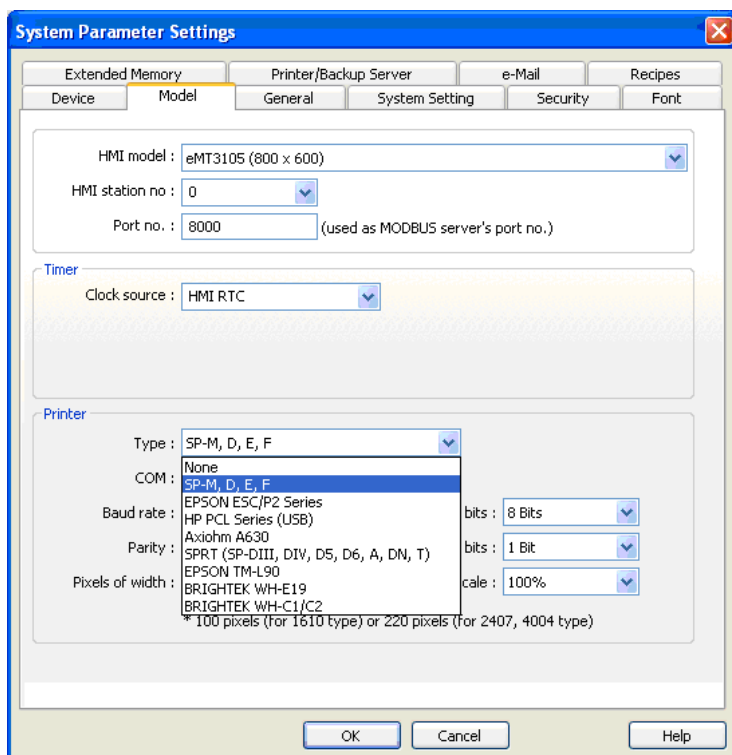 System Parameter Settings
Extended Memory Printer/Backup Server e-Mail Recipes
Device Model General System Setting Security Font
HMI model : eMT3105 (800 x 600)
HMI station no : 0
Port no. : 8000 (used as MODBUS server's port no.)
Timer
Clock source : HMI RTC
Printer
Type : SP-M, D, E, F
None
COM : SP-M, D, E, F
EPSON ESC/P2 Series
Baud rate : HP PCL Series (USB) bits : 8 Bits
Axiohm A630
Parity : SPRT (SP-DIII, DIV, D5, D6, A, DN, T) bits : 1 Bit
EPSON TM-L90
Pixels of width : BRIGHTEK WH-E19 cale : 100%
BRIGHTEK WH-C1/C2
* 100 pixels (for 1610 type) or 220 pixels (for 2407, 4004 type)
OK Cancel Help